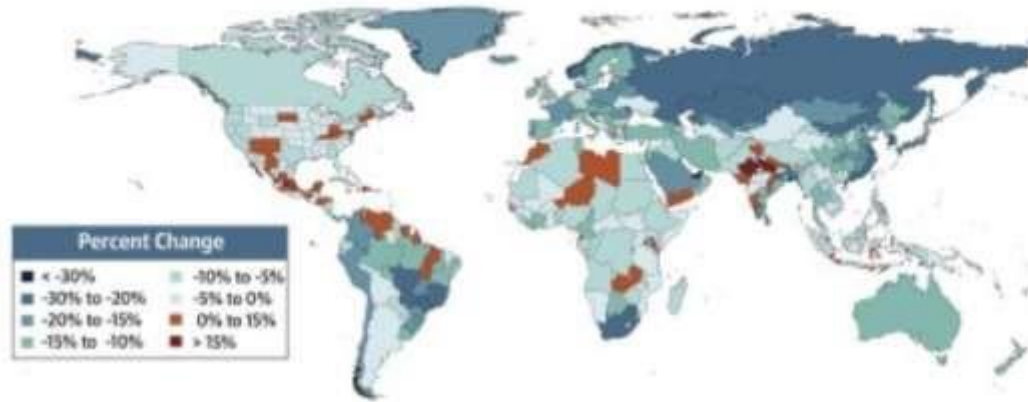 Percent Change
< -30%
-30% to -20%
-20% to -15%
-15% to -10%
-10% to -5%
-5% to 0%
0% to 15%
> 15%